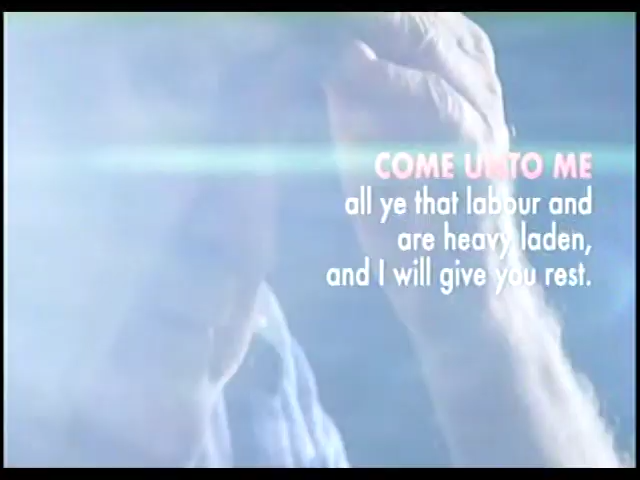 COME UNTO ME
all ye that labour and
are heavy laden,
and I will give you rest.